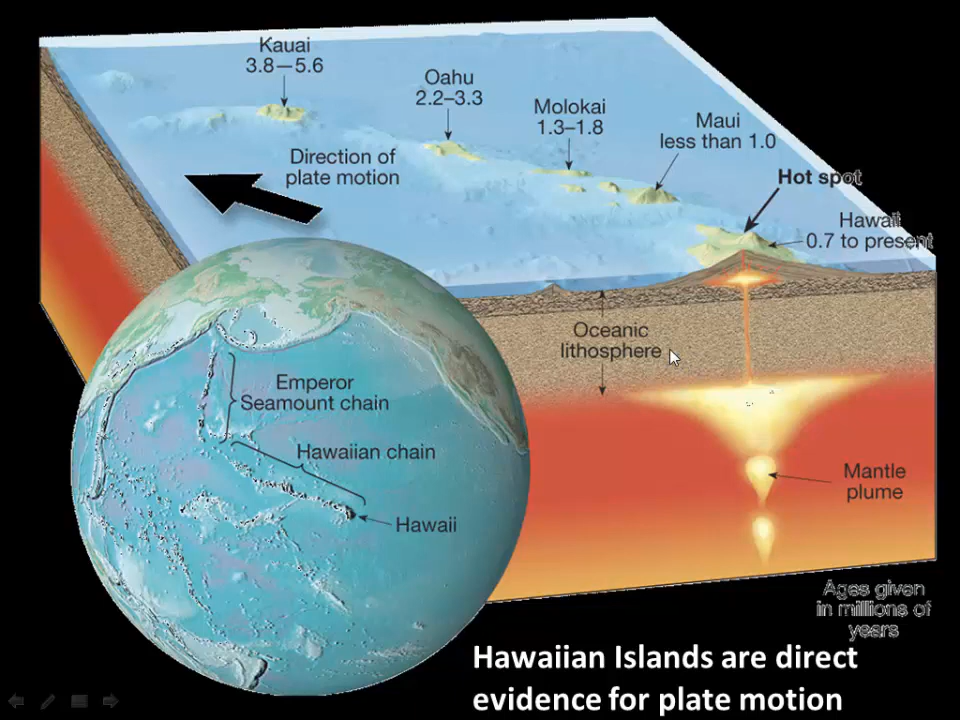 Kauai
3.8—5.6
Oahu
2.2–3.3
Molokai
1.3–1.8
Maui
less than 1.0
Direction of
plate motion
Hot spot
Hawaii
0.7 to present
Oceanic
lithosphere
Emperor
Seamount chain
Hawaiian chain
Hawaii
Mantle
plume
Ages given
in millions of
years
Hawaiian Islands are direct
evidence for plate motion